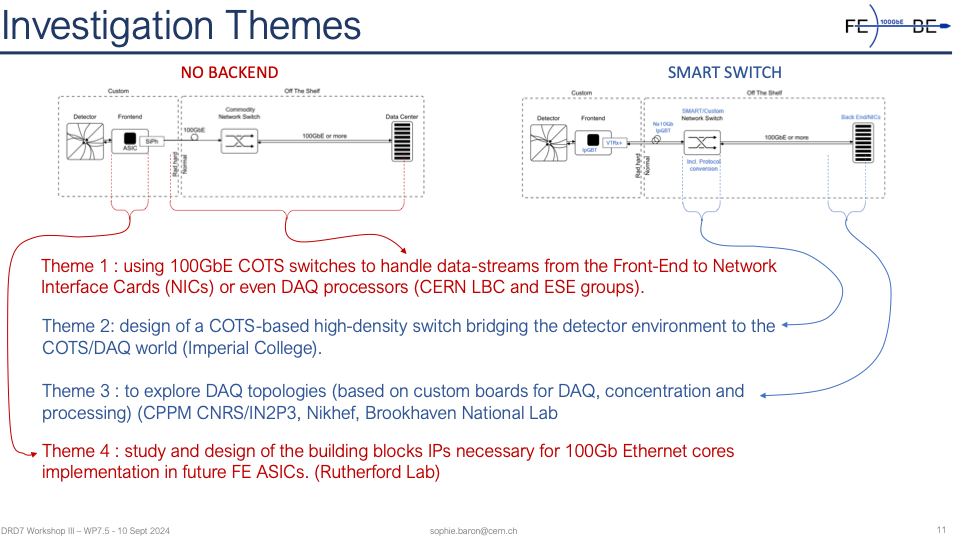 Investigation Themes
FE 100GbE BE
NO BACKEND
SMART SWITCH
Custom
Off The Shelf
Detector
Frontend
Commodity
Network Switch
Data Center
ASIC
SiPh
100GbE
100GbE or more
Rad.hard
Normal
Custom
Off The Shelf
Detector
Frontend
SMART/Custom
Network Switch
Back End/NICs
lpGBT
VTRx+
Nx10Gb
lpGBT
100GbE or more
Incl. Protocol
conversion
Rad.hard
Normal
Theme 1 : using 100GbE COTS switches to handle data-streams from the Front-End to Network
Interface Cards (NICs) or even DAQ processors (CERN LBC and ESE groups).
Theme 2: design of a COTS-based high-density switch bridging the detector environment to the
COTS/DAQ world (Imperial College).
Theme 3 : to explore DAQ topologies (based on custom boards for DAQ, concentration and
processing) (CPPM CNRS/IN2P3, Nikhef, Brookhaven National Lab
Theme 4 : study and design of the building blocks IPs necessary for 100Gb Ethernet cores
implementation in future FE ASICs. (Rutherford Lab)
DRD7 Workshop III – WP7.5 - 10 Sept 2024
sophie.baron@cern.ch
11